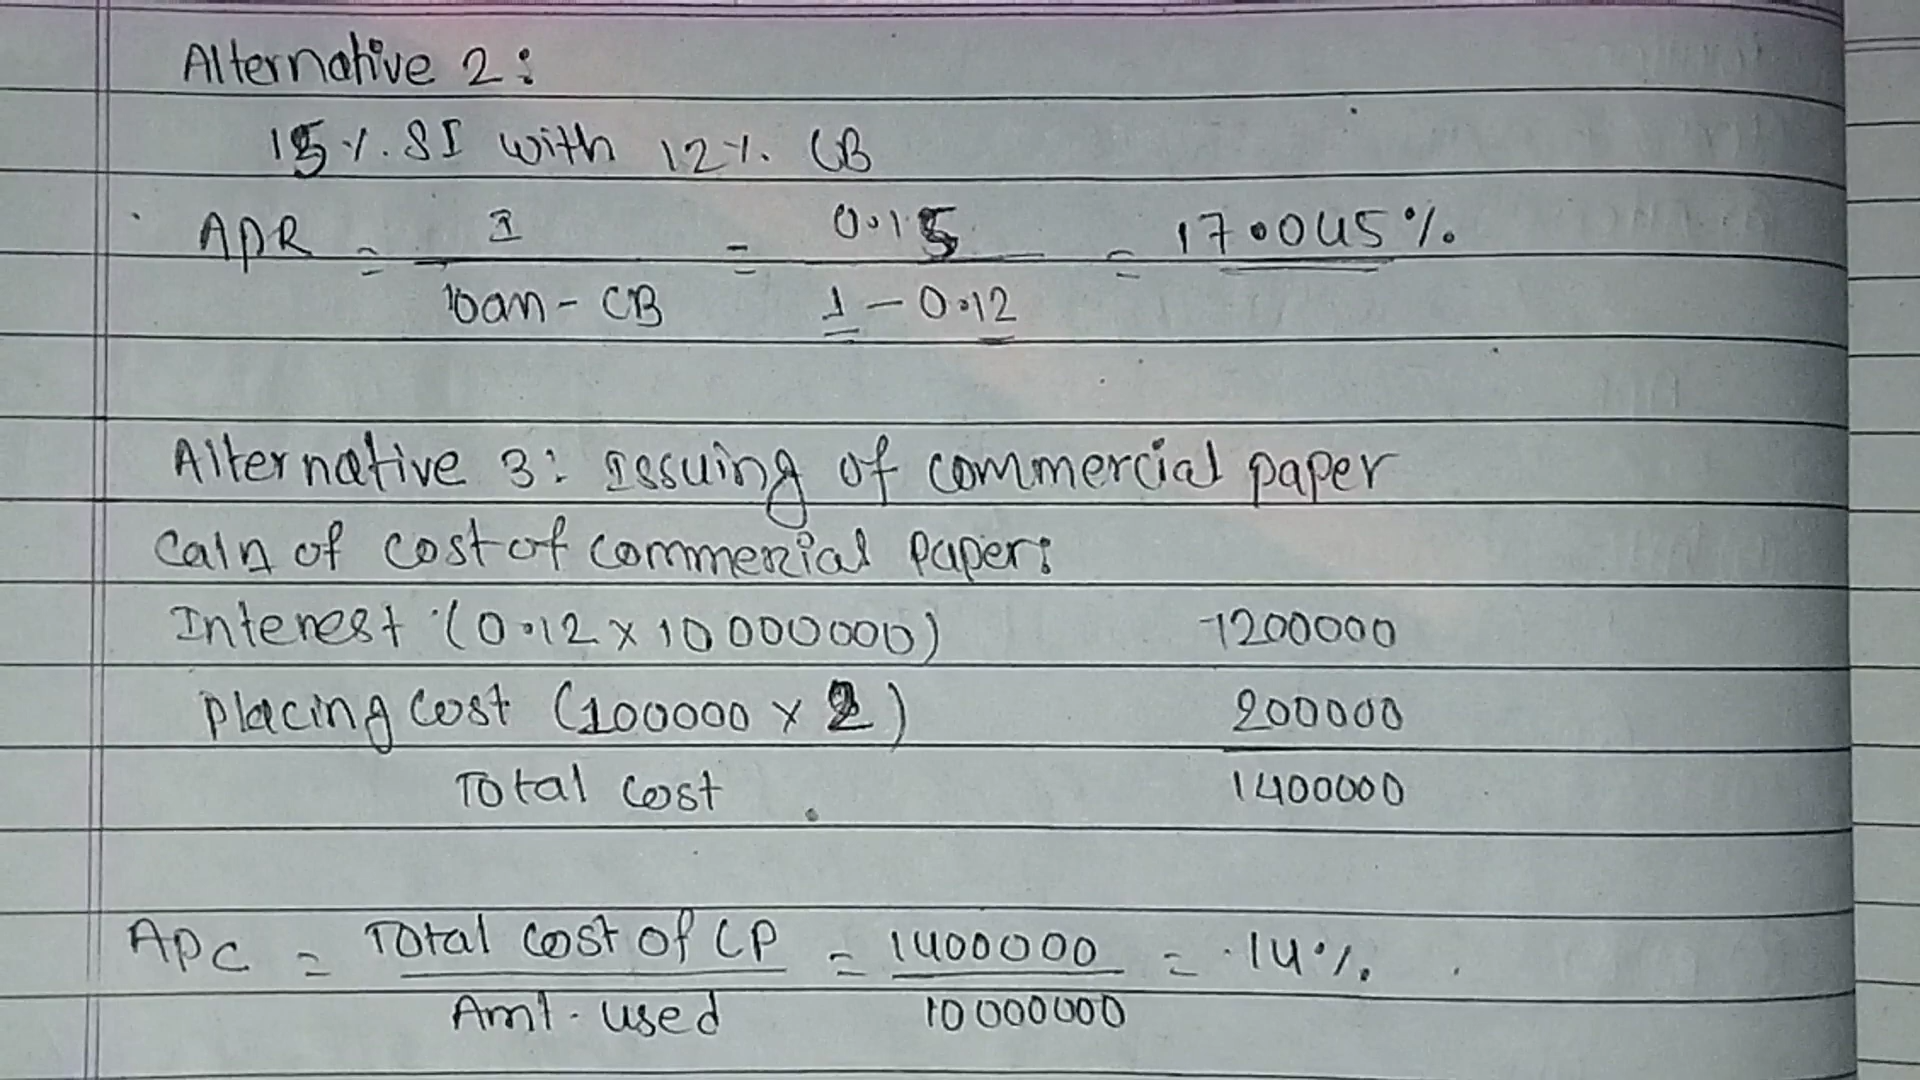 Alternative 2:
15%. SI with 12%. CB
APR = I / loan - CB = 0.15 / 1 - 0.12 = 17.045%
Alternative 3: Issuing of commercial paper
Caln of cost of commercial Paper:
Interest (0.12 x 10000000) 1200000
Placing Cost (100000 x 2) 200000
Total Cost 1400000
APC = Total Cost of CP / Amt. used = 1400000 / 10000000 = 14%.